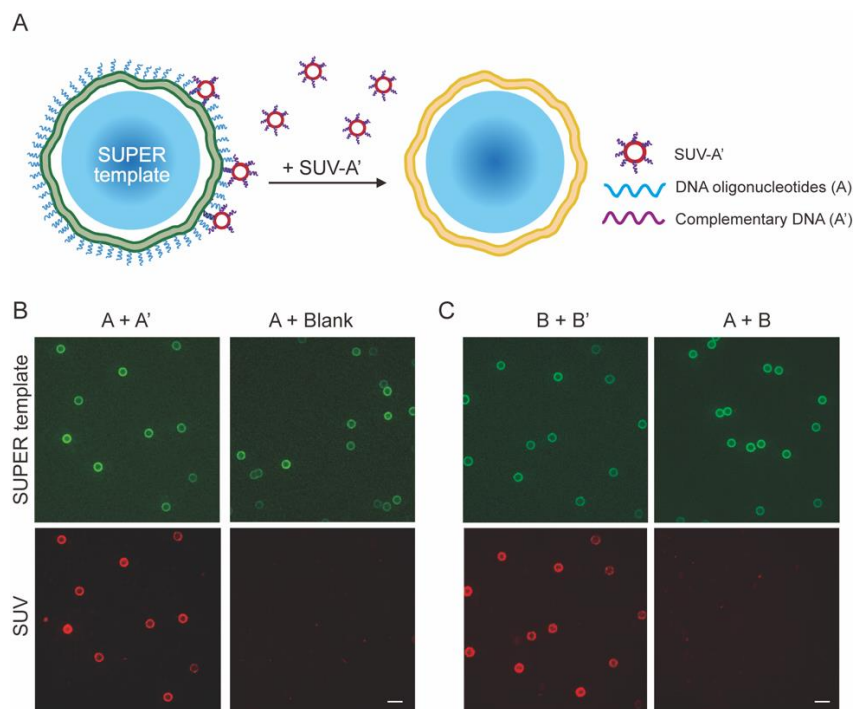 A
SUPER
template
+ SUV-A’
SUV-A’
DNA oligonucleotides (A)
Complementary DNA (A’)
B
A + A’
A + Blank
C
B + B’
A + B
SUPER template
SUV